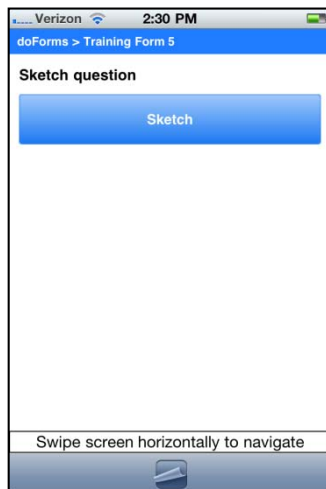 Verizon 2:30 PM
doForms > Training Form 5
Sketch question
Sketch
Swipe screen horizontally to navigate